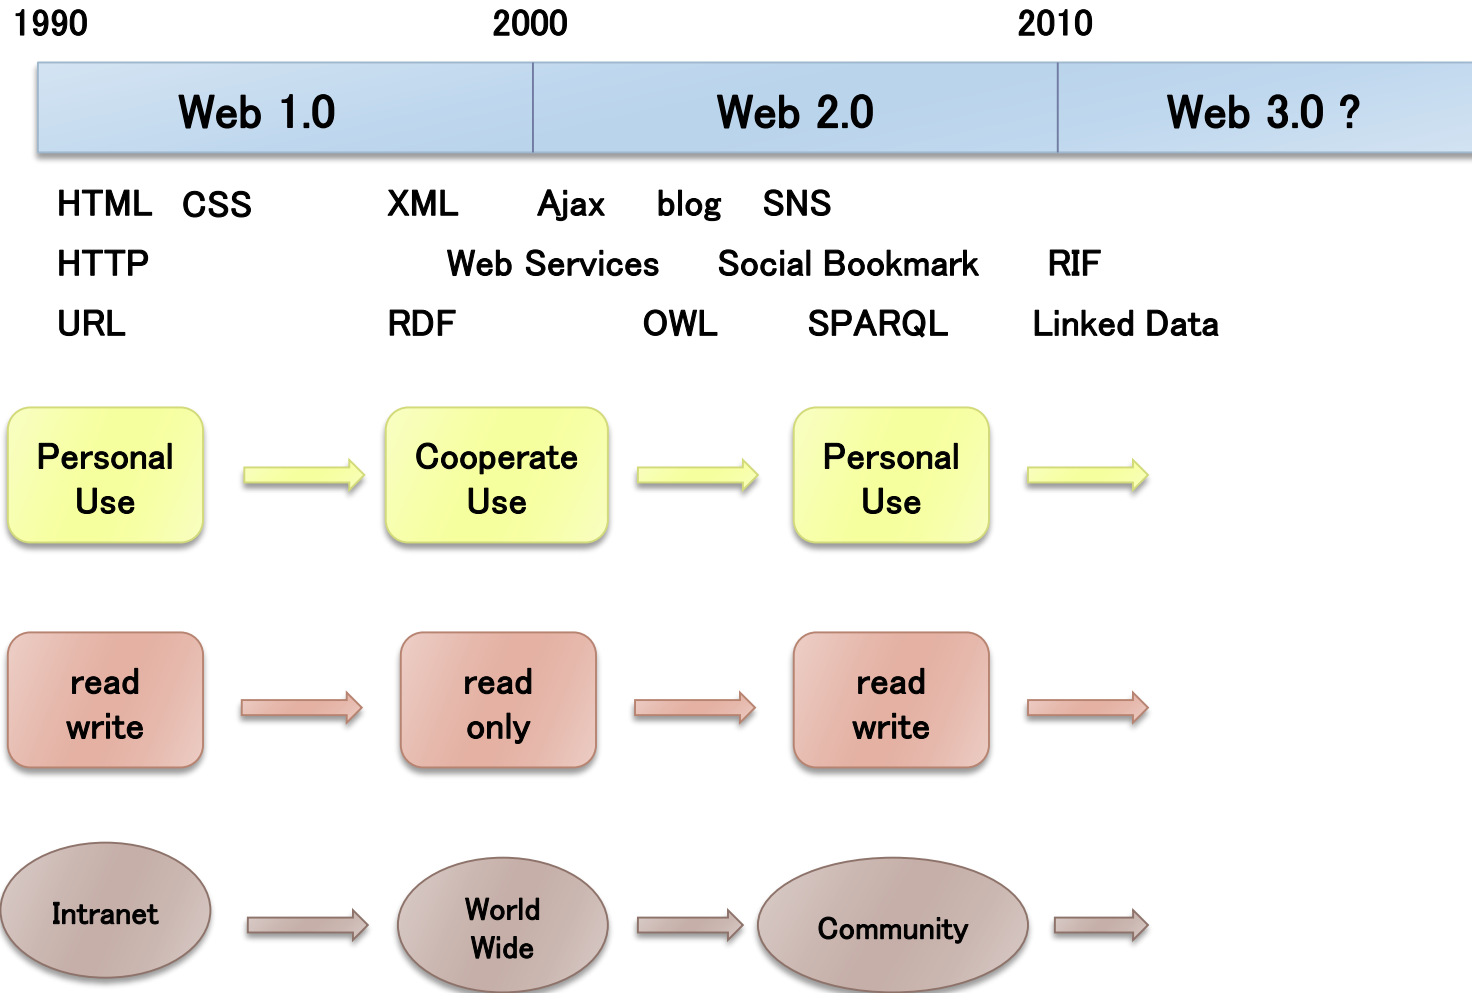 1990 2000 2010
Web 1.0 Web 2.0 Web 3.0 ?
HTML CSS XML Ajax blog SNS
HTTP Web Services Social Bookmark RIF
URL RDF OWL SPARQL Linked Data
Personal
Use
Cooperate
Use
Personal
Use
read
write
read
only
read
write
Intranet
World
Wide
Community